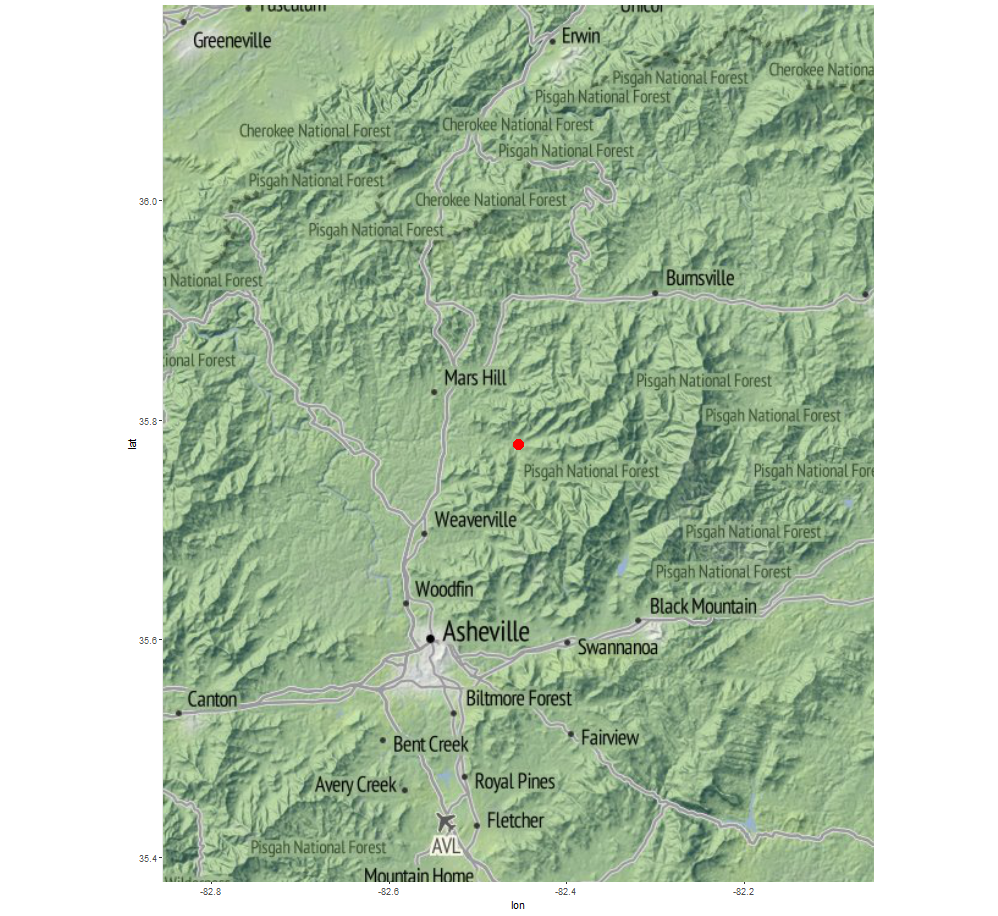 Tusculum
Unicoi
Greeneville
Erwin
Cherokee Nationa
Pisgah National Forest
Pisgah National Forest
Cherokee National Forest
Cherokee National Forest
Pisgah National Forest
Pisgah National Forest
36.0
Cherokee National Forest
Pisgah National Forest
Burnsville
National Forest
ional Forest
Mars Hill
Pisgah National Forest
Pisgah National Forest
35.8
lat
Pisgah National Forest
Pisgah National Fore
Weaverville
Pisgah National Forest
Pisgah National Forest
Woodfin
Black Mountain
Asheville
35.6
Swannanoa
Canton
Biltmore Forest
Fairview
Bent Creek
Royal Pines
Avery Creek
Fletcher
AVL
Pisgah National Forest
35.4
Mountain Home
-82.8
-82.6
-82.4
-82.2
lon